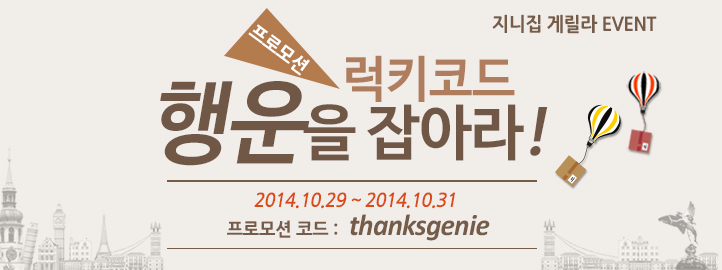 지니집 게릴라 EVENT
프로모션
럭키코드
행운을 잡아라!
2014.10.29 ~ 2014.10.31
프로모션 코드 : thanksgenie